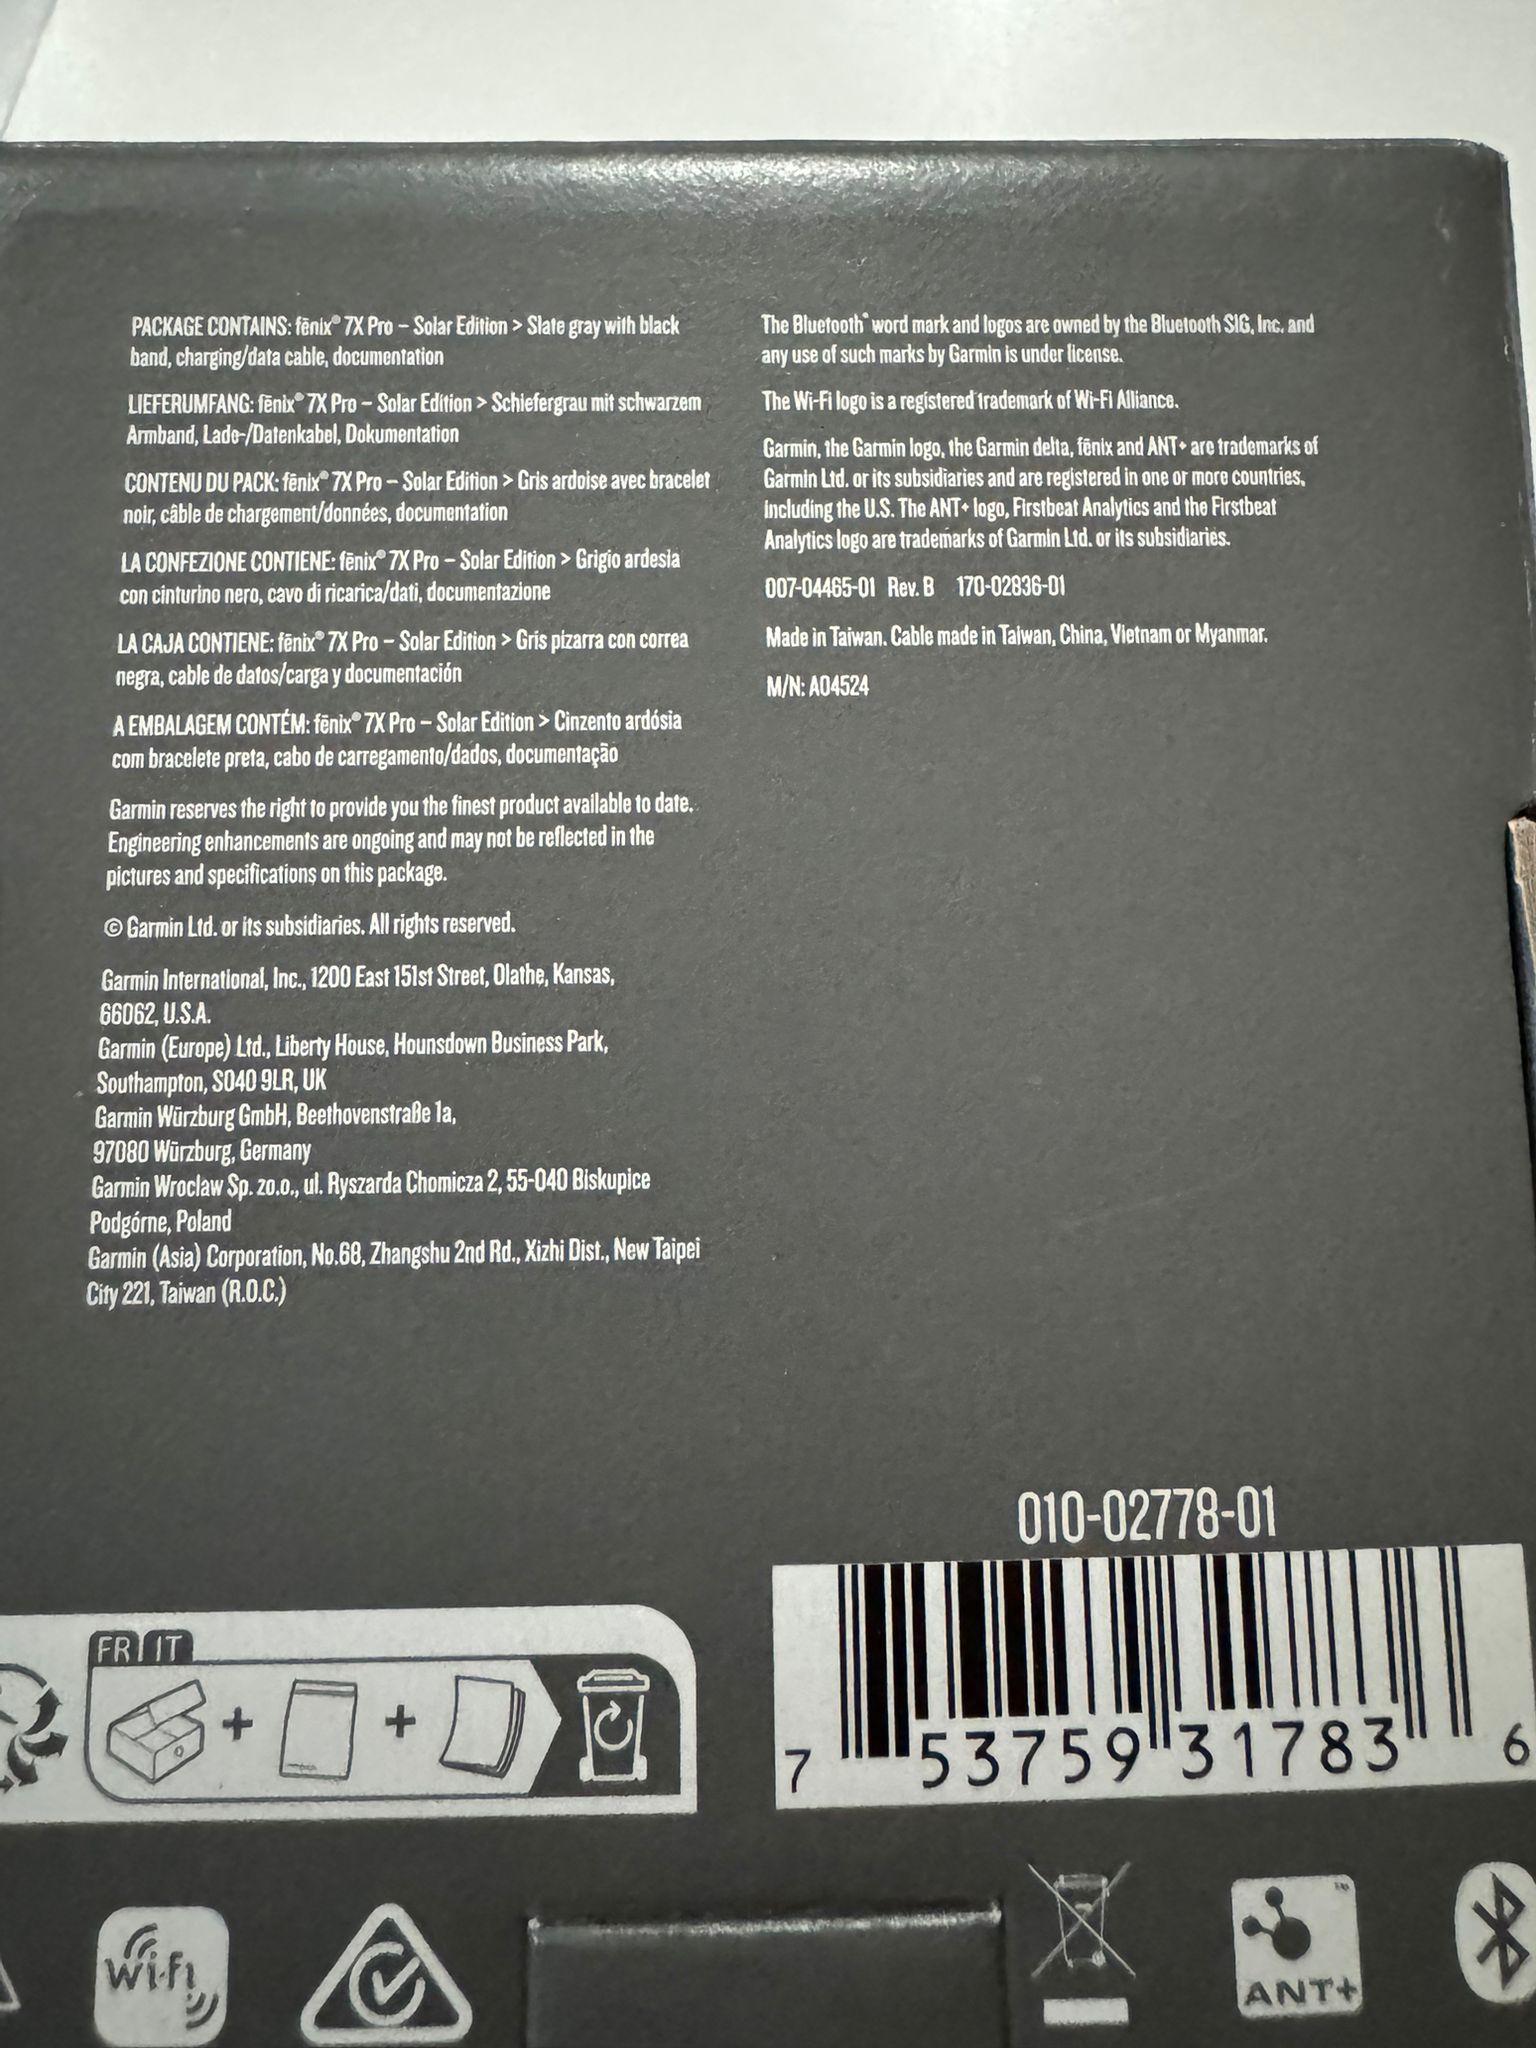 PACKAGE CONTAINS: fēnix® 7X Pro – Solar Edition > Slate gray with black
band, charging/data cable, documentation
LIEFERUMFANG: fēnix® 7X Pro – Solar Edition > Schiefergrau mit schwarzem
Armband, Lade-/Datenkabel, Dokumentation
CONTENU DU PACK: fēnix® 7X Pro – Solar Edition > Gris ardoise avec bracelet
noir, câble de chargement/données, documentation
LA CONFEZIONE CONTIENE: fēnix® 7X Pro – Solar Edition > Grigio ardesia
con cinturino nero, cavo di ricarica/dati, documentazione
LA CAJA CONTIENE: fēnix® 7X Pro – Solar Edition > Gris pizarra con correa
negra, cable de datos/carga y documentación
A EMBALAGEM CONTÉM: fēnix® 7X Pro – Solar Edition > Cinzento ardósia
com bracelete preta, cabo de carregamento/dados, documentação
Garmin reserves the right to provide you the finest product available to date.
Engineering enhancements are ongoing and may not be reflected in the
pictures and specifications on this package.
© Garmin Ltd. or its subsidiaries. All rights reserved.
Garmin International, Inc., 1200 East 151st Street, Olathe, Kansas,
66062, U.S.A.
Garmin (Europe) Ltd., Liberty House, Hounsdown Business Park,
Southampton, SO40 9LR, UK
Garmin Würzburg GmbH, Beethovenstraße 1a,
97080 Würzburg, Germany
Garmin Wroclaw Sp. zo.o., ul. Ryszarda Chomicza 2, 55-040 Biskupice
Podgórne, Poland
Garmin (Asia) Corporation, No.68, Zhangshu 2nd Rd., Xizhi Dist., New Taipei
City 221, Taiwan (R.O.C.)
The Bluetooth® word mark and logos are owned by the Bluetooth SIG, Inc. and
any use of such marks by Garmin is under license.
The Wi-Fi logo is a registered trademark of Wi-Fi Alliance.
Garmin, the Garmin logo, the Garmin delta, fēnix and ANT+ are trademarks of
Garmin Ltd. or its subsidiaries and are registered in one or more countries,
including the U.S. The ANT+ logo, Firstbeat Analytics and the Firstbeat
Analytics logo are trademarks of Garmin Ltd. or its subsidiaries.
007-04465-01 Rev. B 170-02836-01
Made in Taiwan. Cable made in Taiwan, China, Vietnam or Myanmar.
M/N: A04524
010-02778-01
7 53759 31783 6
FR IT
Wi-Fi
ANT+